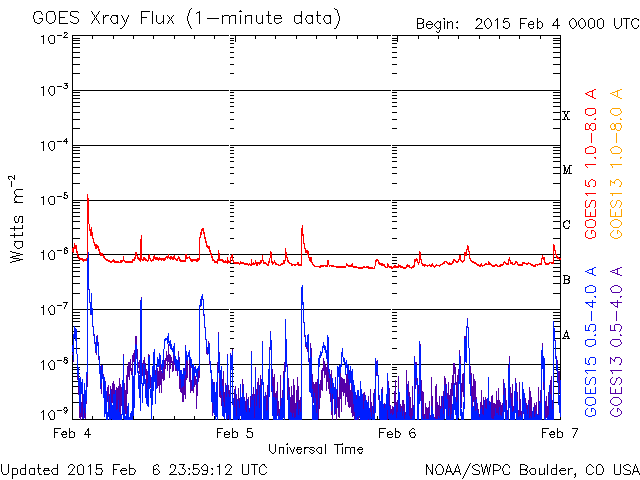 GOES Xray Flux (1-minute data)
Begin: 2015 Feb 4 0000 UTC
10-2
10-3
10-4
10-5
10-6
10-7
10-8
10-9
Watts m-2
X
M
C
B
A
GOES15 1.0-8.0 A
GOES13 1.0-8.0 A
GOES15 0.5-4.0 A
GOES13 0.5-4.0 A
Feb 4
Feb 5
Feb 6
Feb 7
Universal Time
Updated 2015 Feb 6 23:59:12 UTC
NOAA/SWPC Boulder, CO USA